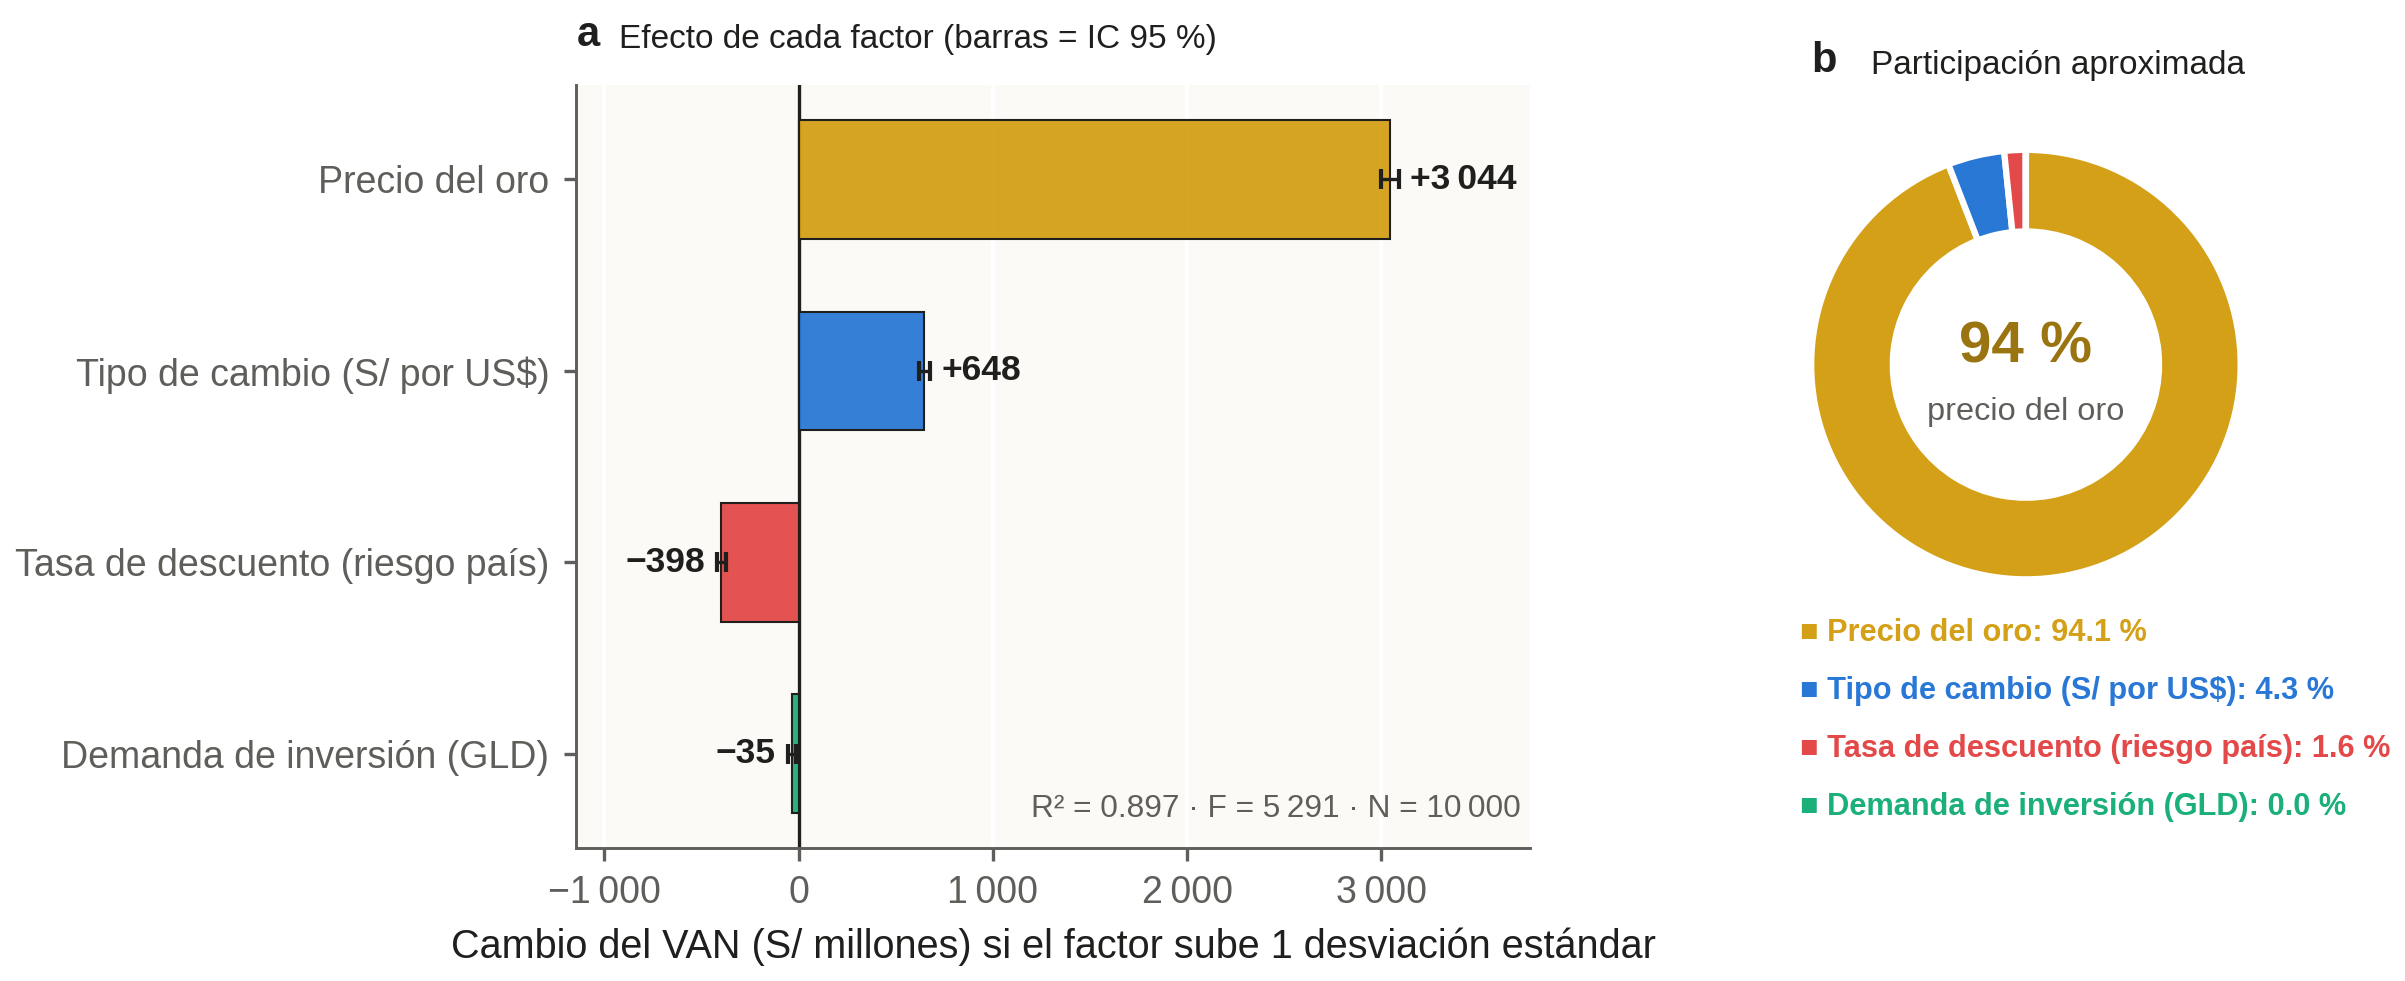 a Efecto de cada factor (barras = IC 95 %)
Precio del oro
+3 044
Tipo de cambio (S/ por US$)
+648
Tasa de descuento (riesgo país)
−398
Demanda de inversión (GLD)
−35
R² = 0.897 · F = 5 291 · N = 10 000
−1 000 0 1 000 2 000 3 000
Cambio del VAN (S/ millones) si el factor sube 1 desviación estándar
b Participación aproximada
94 %
precio del oro
Precio del oro: 94.1 %
Tipo de cambio (S/ por US$): 4.3 %
Tasa de descuento (riesgo país): 1.6 %
Demanda de inversión (GLD): 0.0 %